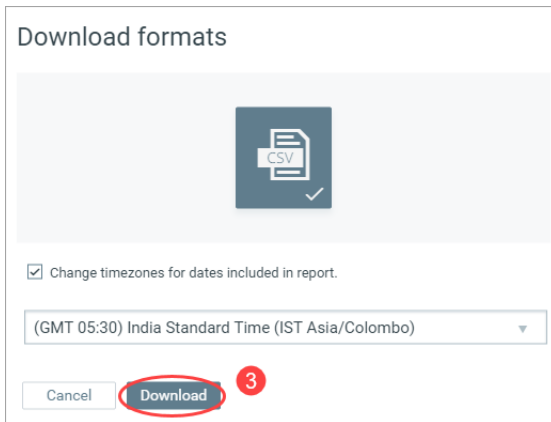 Download formats
CSV
Change timezones for dates included in report.
(GMT 05:30) India Standard Time (IST Asia/Colombo)
Cancel Download 3